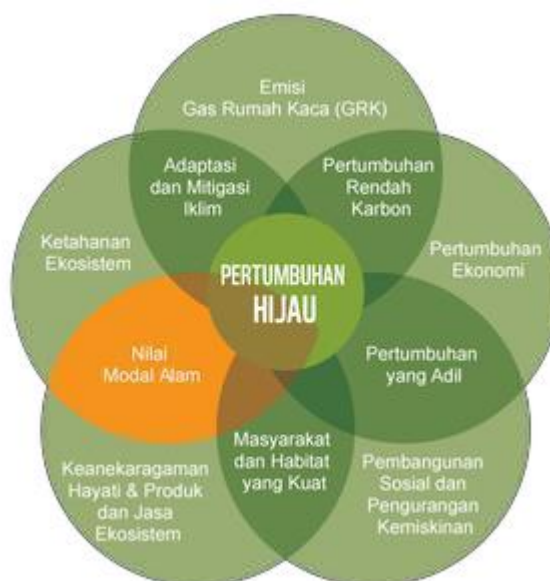 Emisi
Gas Rumah Kaca (GRK)
Adaptasi
dan Mitigasi
Iklim
Pertumbuhan
Rendah
Karbon
Ketahanan
Ekosistem
PERTUMBUHAN
HIJAU
Pertumbuhan
Ekonomi
Nilai
Modal Alam
Pertumbuhan
yang Adil
Masyarakat
dan Habitat
yang Kuat
Keanekaragaman
Hayati & Produk
dan Jasa
Ekosistem
Pembangunan
Sosial dan
Pengurangan
Kemiskinan